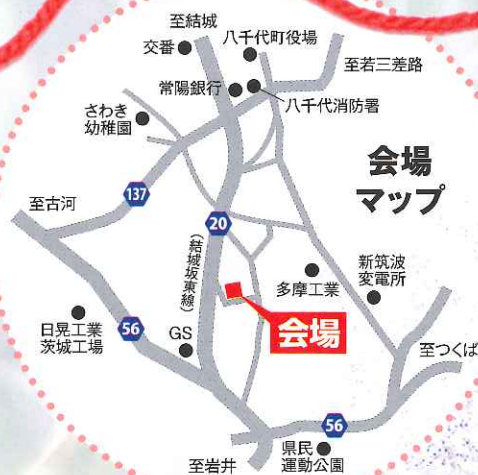 至結城
交番
八千代町役場
常陽銀行
至若三差路
八千代消防署
さわき
幼稚園
会場
マップ
137
至古河
20
(結城坂東線)
多摩工業
新筑波
変電所
日晃工業
茨城工場
56
GS
会場
至つくば
56
県民
運動公園
至岩井